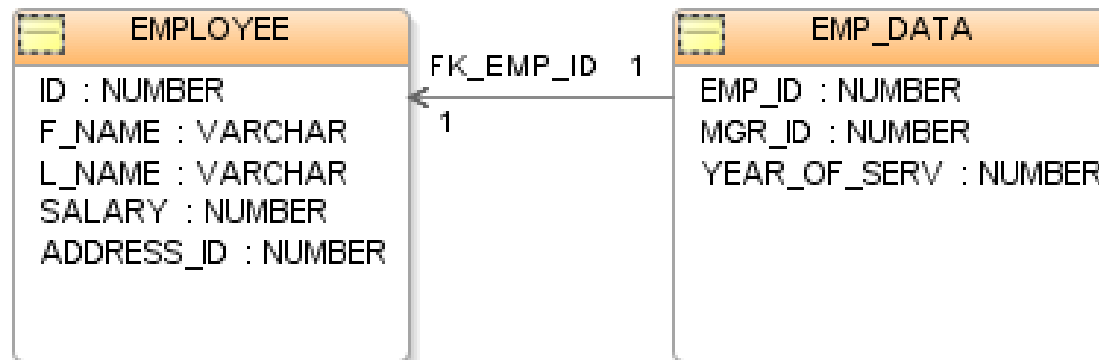 EMPLOYEE
ID : NUMBER
F_NAME : VARCHAR
L_NAME : VARCHAR
SALARY : NUMBER
ADDRESS_ID : NUMBER
FK_EMP_ID 1
1
EMP_DATA
EMP_ID : NUMBER
MGR_ID : NUMBER
YEAR_OF_SERV : NUMBER